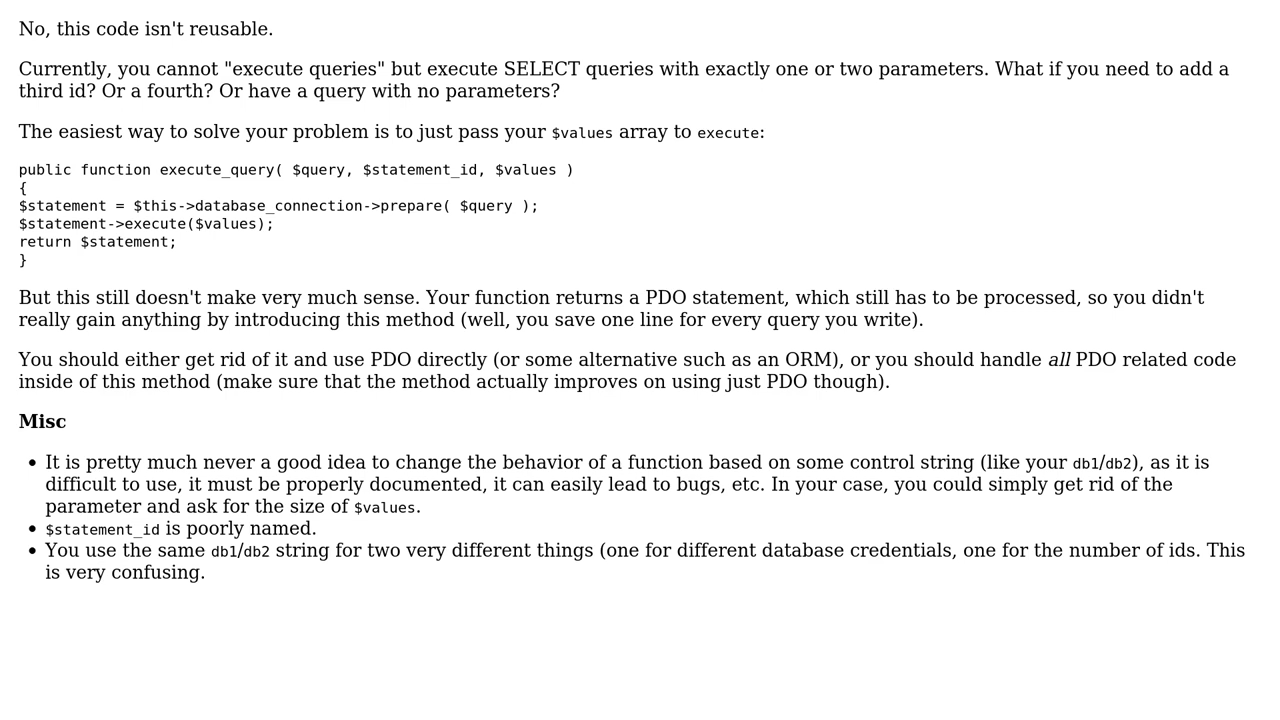 No, this code isn't reusable.
Currently, you cannot "execute queries" but execute SELECT queries with exactly one or two parameters. What if you need to add a
third id? Or a fourth? Or have a query with no parameters?
The easiest way to solve your problem is to just pass your $values array to execute:
public function execute_query( $query, $statement_id, $values )
{
$statement = $this->database_connection->prepare( $query );
$statement->execute($values);
return $statement;
}
But this still doesn't make very much sense. Your function returns a PDO statement, which still has to be processed, so you didn't
really gain anything by introducing this method (well, you save one line for every query you write).
You should either get rid of it and use PDO directly (or some alternative such as an ORM), or you should handle all PDO related code
inside of this method (make sure that the method actually improves on using just PDO though).
Misc
• It is pretty much never a good idea to change the behavior of a function based on some control string (like your db1/db2), as it is
difficult to use, it must be properly documented, it can easily lead to bugs, etc. In your case, you could simply get rid of the
parameter and ask for the size of $values.
• $statement_id is poorly named.
• You use the same db1/db2 string for two very different things (one for different database credentials, one for the number of ids. This
is very confusing.